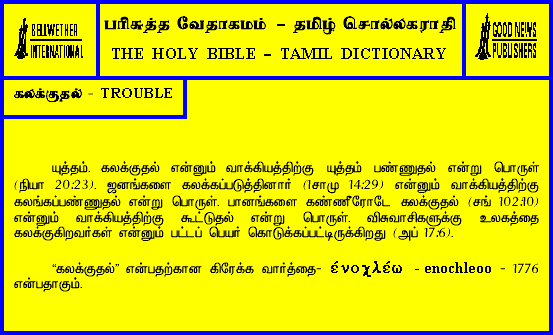 BELLWETHER
INTERNATIONAL
பரிசுத்த வேதாகமம் – தமிழ் சொல்லகராதி
THE HOLY BIBLE – TAMIL DICTIONARY
GOOD NEWS
PUBLISHERS
கலக்குதல் - TROUBLE
யுத்தம். கலக்குதல் என்னும் வாக்கியத்திற்கு யுத்தம் பண்ணுதல் என்று பொருள்
(நியா 20:23). ஜனங்களை கலக்கப்படுத்தினார் (1சாமு 14:29) என்னும் வாக்கியத்திற்கு
கலங்கப்பண்ணுதல் என்று பொருள். பானங்களை கண்ணீரோடே கலக்குதல் (சங் 102:10)
என்னும் வாக்கியத்திற்கு கூட்டுதல் என்று பொருள். விசுவாசிகளுக்கு உலகத்தை
கலக்குகிறவர்கள் என்னும் பட்டப் பெயர் கொடுக்கப்பட்டிருக்கிறது (அப் 17:6).
“கலக்குதல்” என்பதற்கான கிரேக்க வார்த்தை- ένοχλέω - enochleoo - 1776
என்பதாகும்.